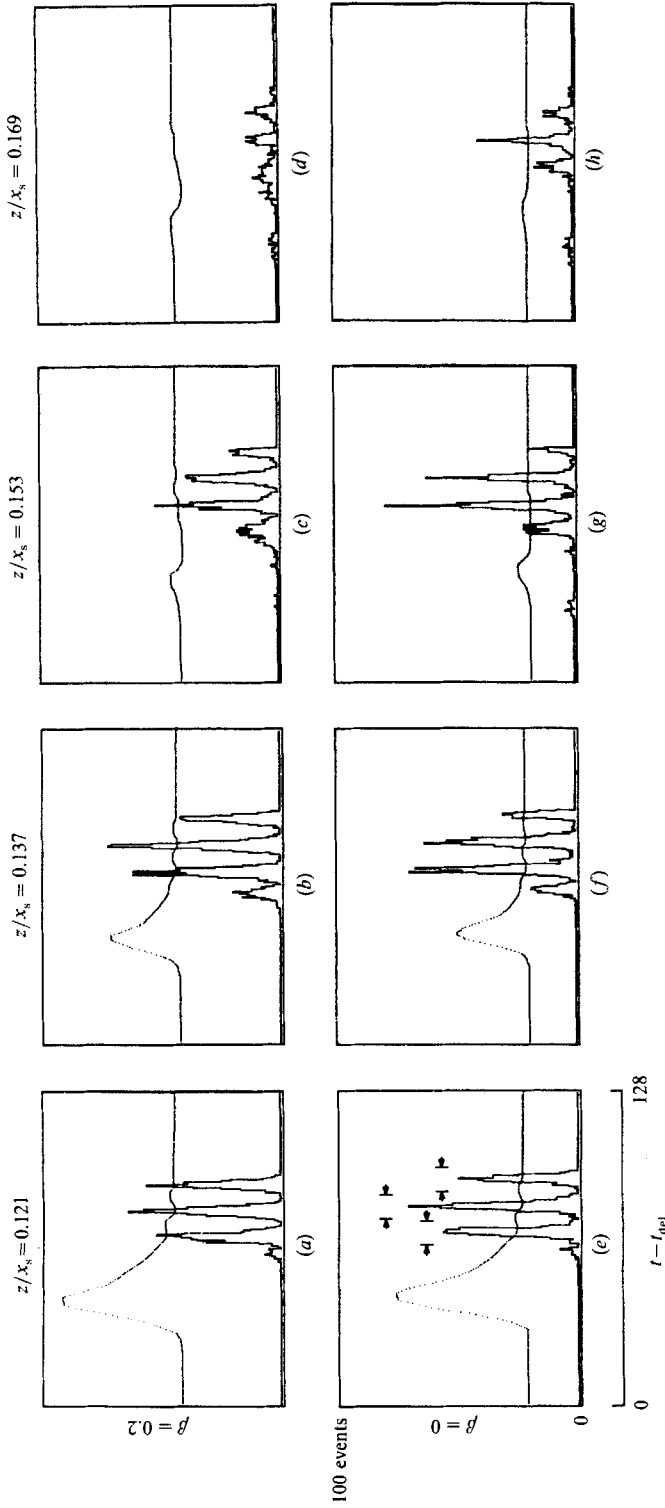 z/xₛ = 0.121
z/xₛ = 0.137
z/xₛ = 0.153
z/xₛ = 0.169
β = 0.2
(a)
(b)
(c)
(d)
100 events
β = 0
0
(e)
(f)
(g)
(h)
0
128
t − t_del